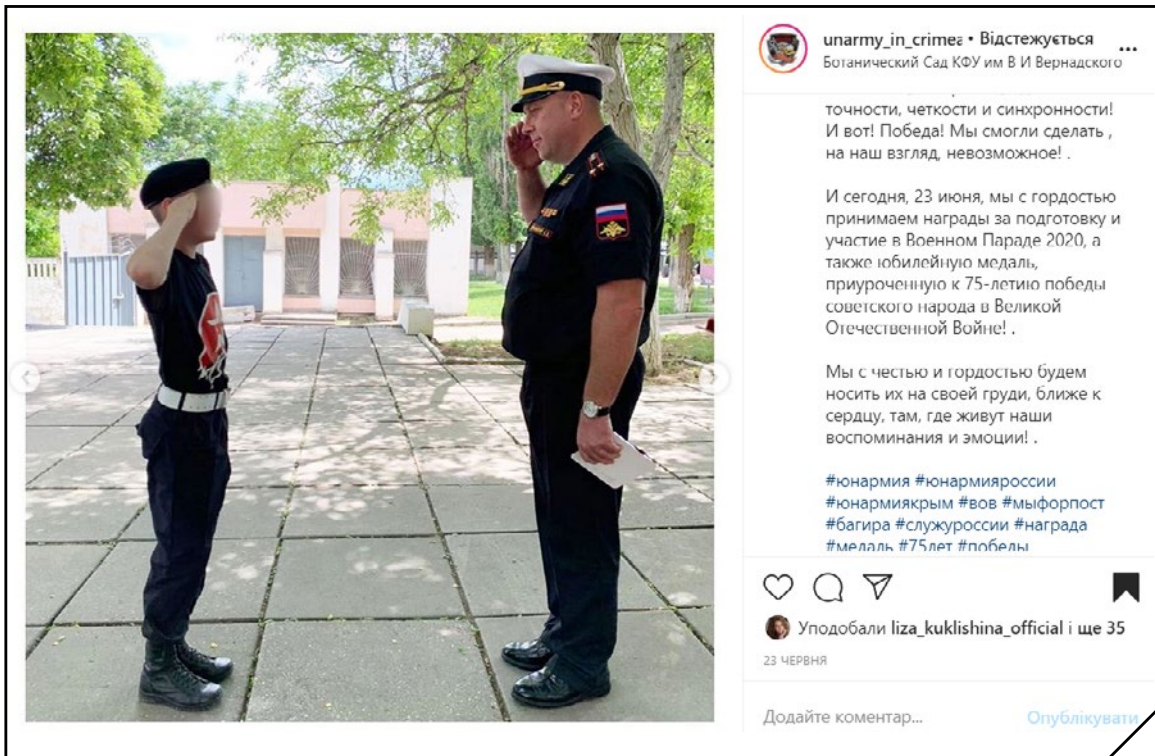 unarmy_in_crimea • Відстежується
Ботанический Сад КФУ им В И Вернадского
точности, четкости и синхронности!
И вот! Победа! Мы смогли сделать ,
на наш взгляд, невозможное! .
И сегодня, 23 июня, мы с гордостью
принимаем награды за подготовку и
участие в Военном Параде 2020, а
также юбилейную медаль,
приуроченную к 75-летию победы
советского народа в Великой
Отечественной Войне! .
Мы с честью и гордостью будем
носить их на своей груди, ближе к
сердцу, там, где живут наши
воспоминания и эмоции! .
#юнармия #юнармияроссии
#юнармиякрым #вов #мыфорпост
#багира #служуроссии #награда
#медаль #75лет #победы
Уподобали liza_kuklishina_official і ще 35
23 ЧЕРВНЯ
Додайте коментар...
Опублікувати